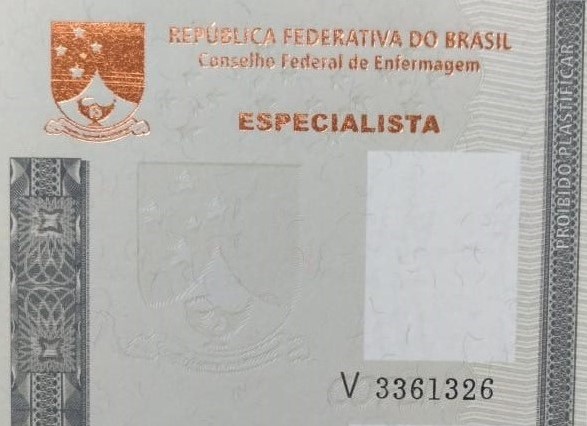 REPÚBLICA FEDERATIVA DO BRASIL
Conselho Federal de Enfermagem
ESPECIALISTA
PROIBIDO PLASTIFICAR
V 3361326